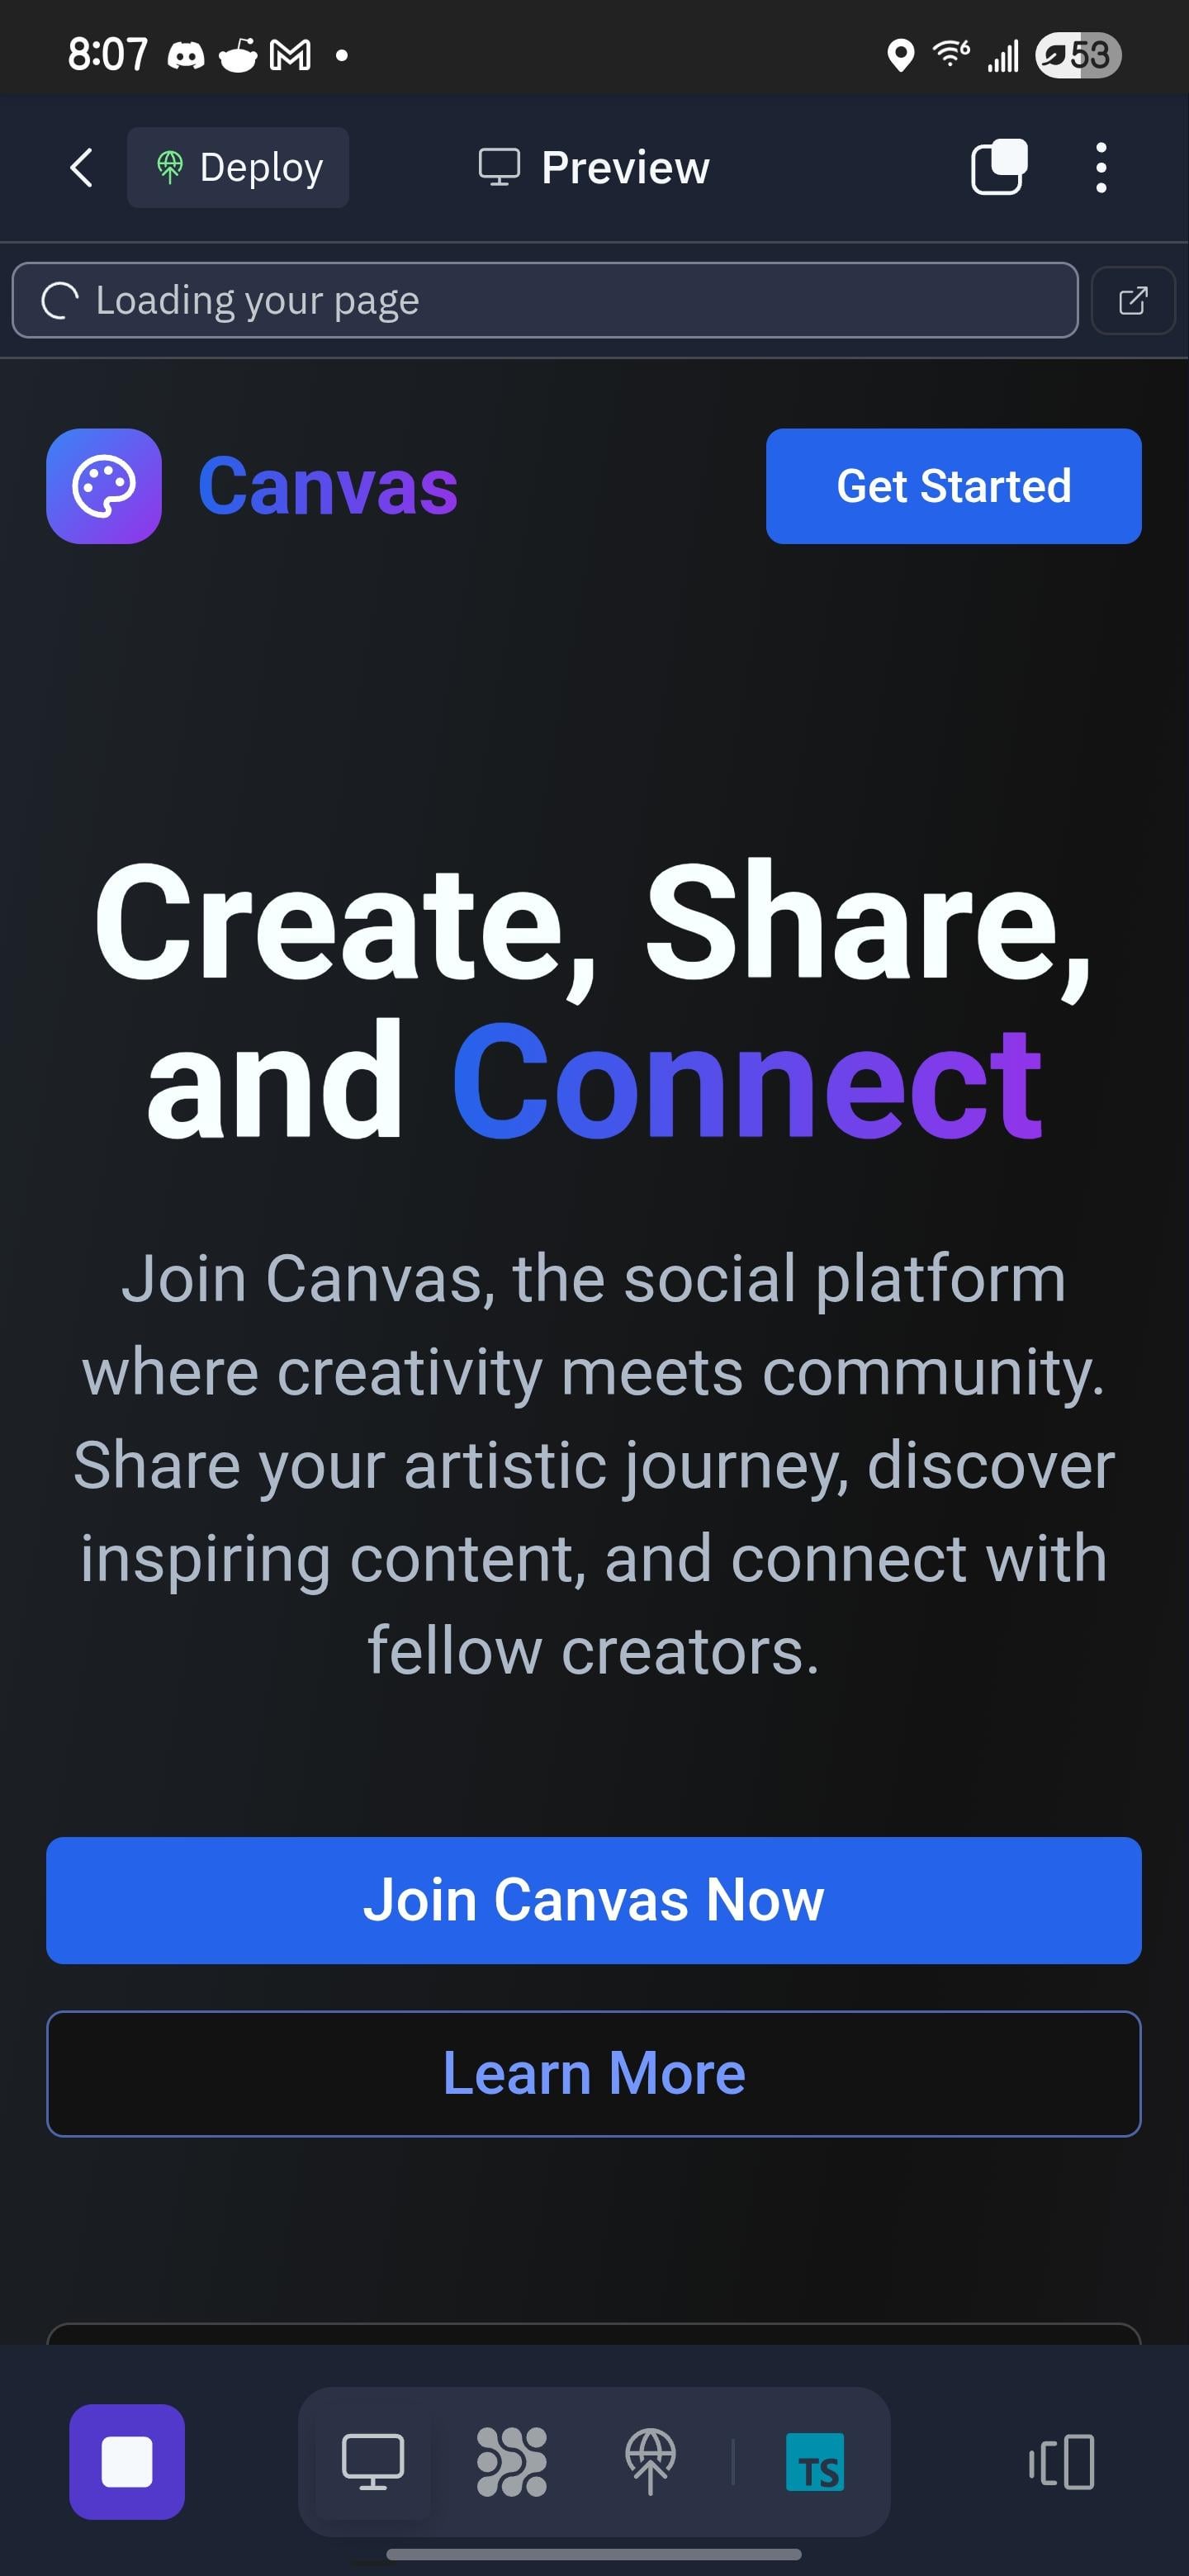 8:07
6
53
Deploy
Preview
Loading your page
Canvas
Get Started
Create, Share,
and Connect
Join Canvas, the social platform
where creativity meets community.
Share your artistic journey, discover
inspiring content, and connect with
fellow creators.
Join Canvas Now
Learn More
TS